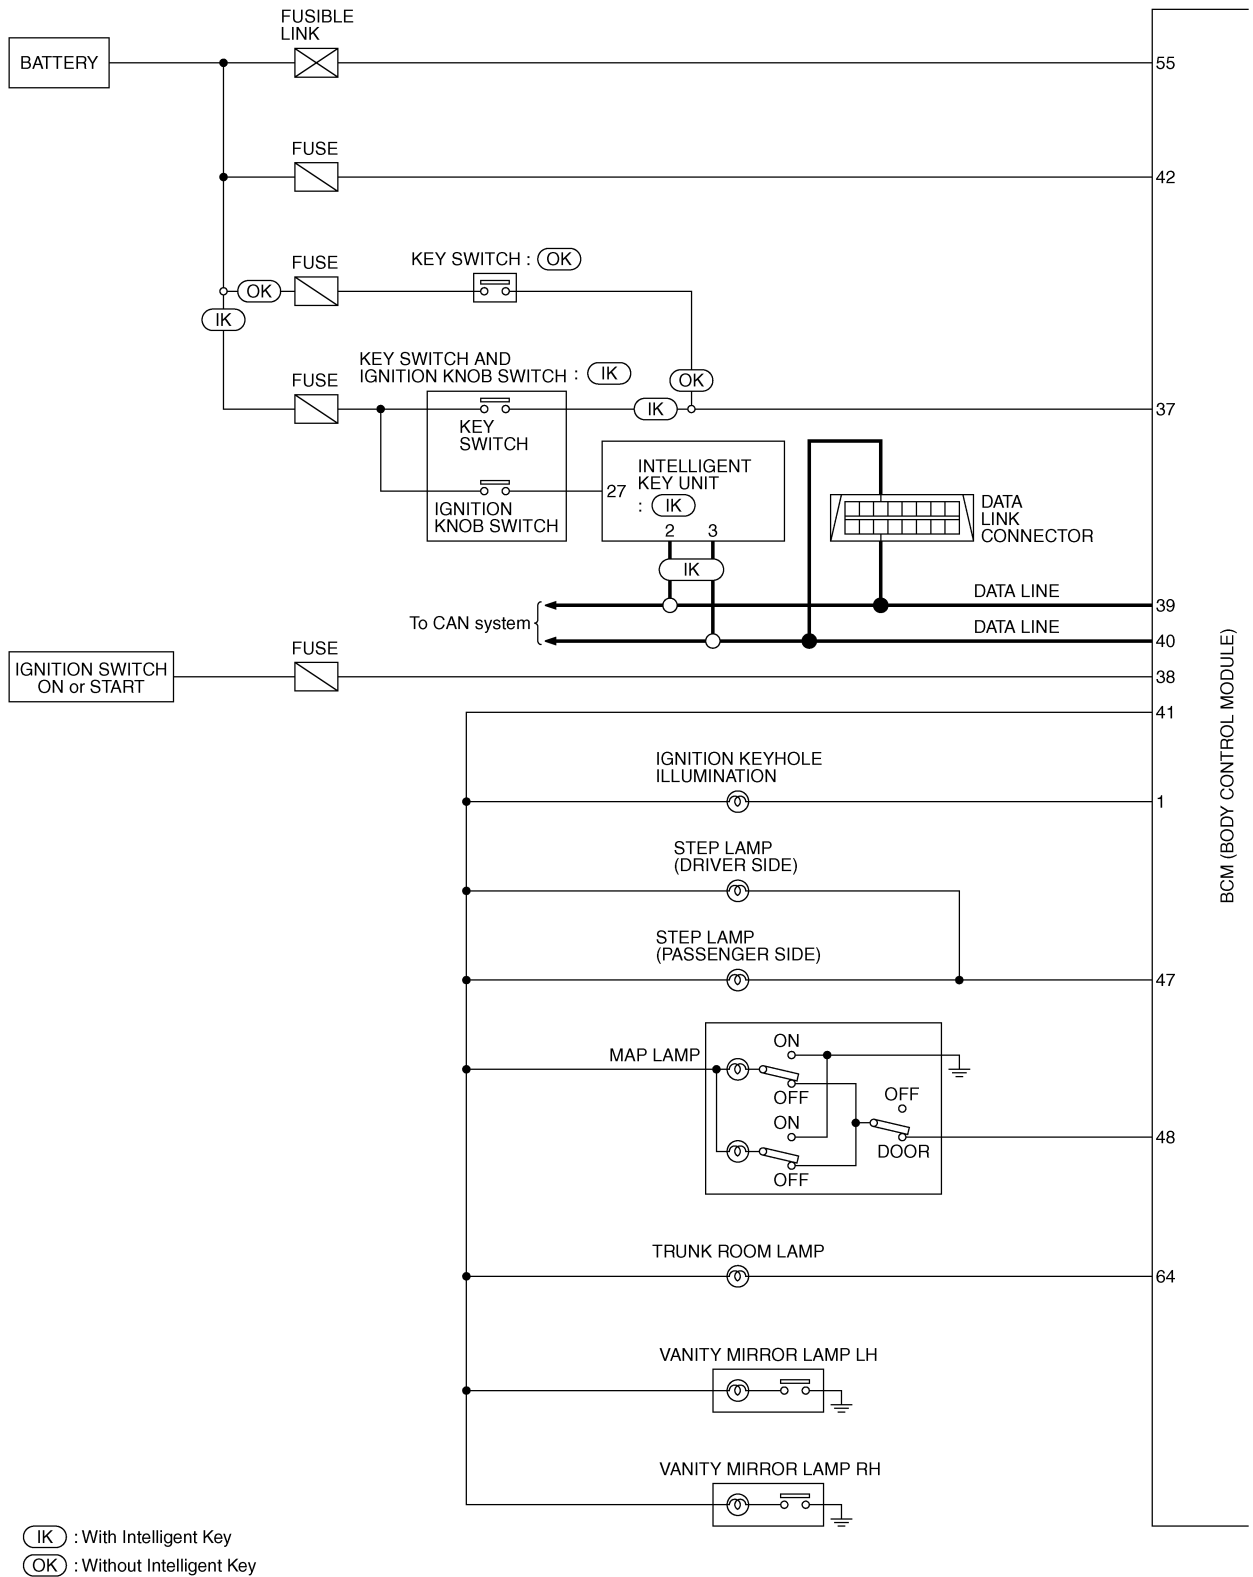 FUSIBLE
LINK
BATTERY
55
FUSE
42
FUSE
KEY SWITCH : OK
OK
IK
KEY SWITCH AND
IGNITION KNOB SWITCH : IK
FUSE
OK
IK
37
KEY
SWITCH
INTELLIGENT
KEY UNIT
: IK
27
IGNITION
KNOB SWITCH
2 3
IK
DATA
LINK
CONNECTOR
DATA LINE
39
To CAN system
DATA LINE
40
IGNITION SWITCH
ON or START
FUSE
38
41
BCM (BODY CONTROL MODULE)
IGNITION KEYHOLE
ILLUMINATION
1
STEP LAMP
(DRIVER SIDE)
STEP LAMP
(PASSENGER SIDE)
47
MAP LAMP
ON
OFF
ON
OFF
OFF
DOOR
48
TRUNK ROOM LAMP
64
VANITY MIRROR LAMP LH
VANITY MIRROR LAMP RH
IK : With Intelligent Key
OK : Without Intelligent Key